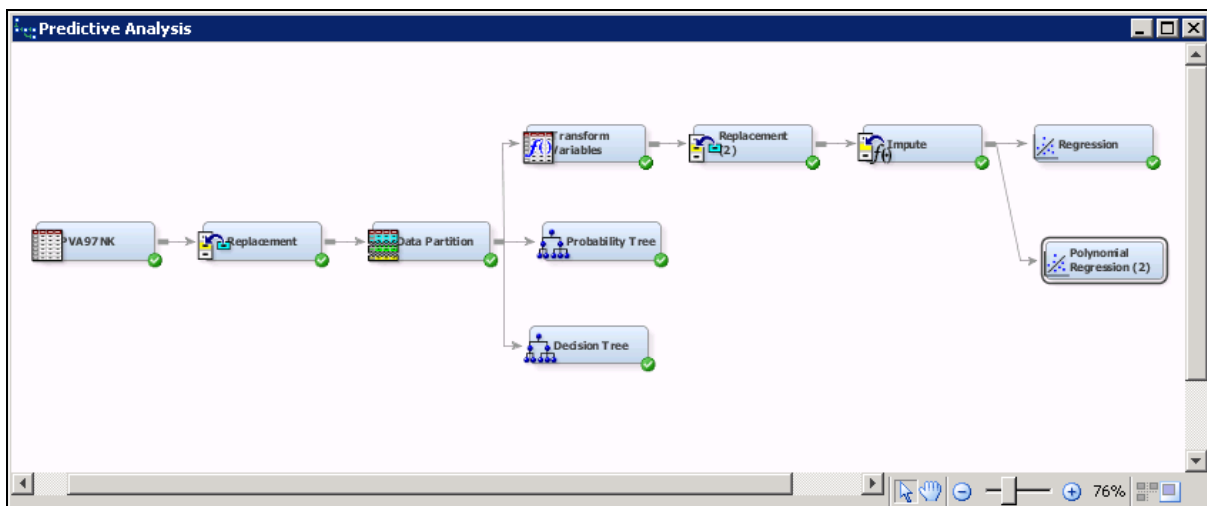 Predictive Analysis
Transform
Variables
Replacement
(2)
Impute
Regression
PVA97NK
Replacement
Data Partition
Probability Tree
Polynomial
Regression (2)
Decision Tree
76%